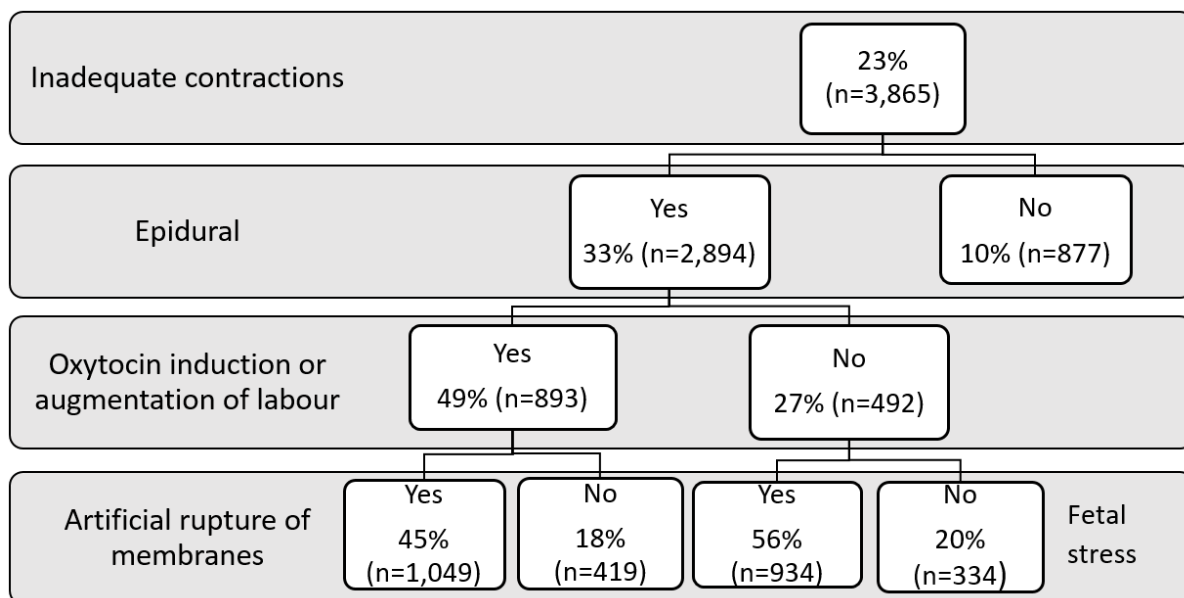 Inadequate contractions
23%
(n=3,865)
Epidural
Yes
33% (n=2,894)
No
10% (n=877)
Oxytocin induction or
augmentation of labour
Yes
49% (n=893)
No
27% (n=492)
Artificial rupture of
membranes
Yes
45%
(n=1,049)
No
18%
(n=419)
Yes
56%
(n=934)
No
20%
(n=334)
Fetal
stress